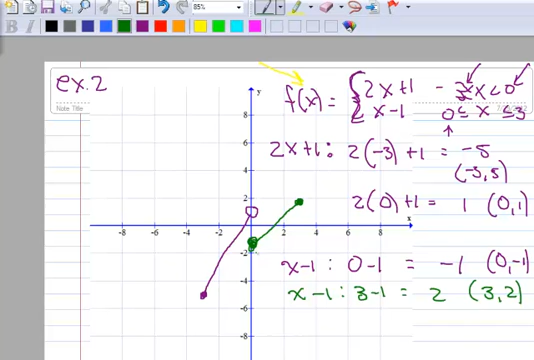 85%
ex.2
Note Title
f(x) = { 2x+1   -3≤x<0
x-1   0≤x≤3
2x+1: 2(-3)+1 = -5
(-3,5)
2(0)+1 = 1 (0,1)
x-1 : 0-1 = -1 (0,-1)
x-1 : 3-1 = 2 (3,2)
y
x
8
6
4
2
-2
-4
-6
-8
-8 -6 -4 -2 2 4 6 8